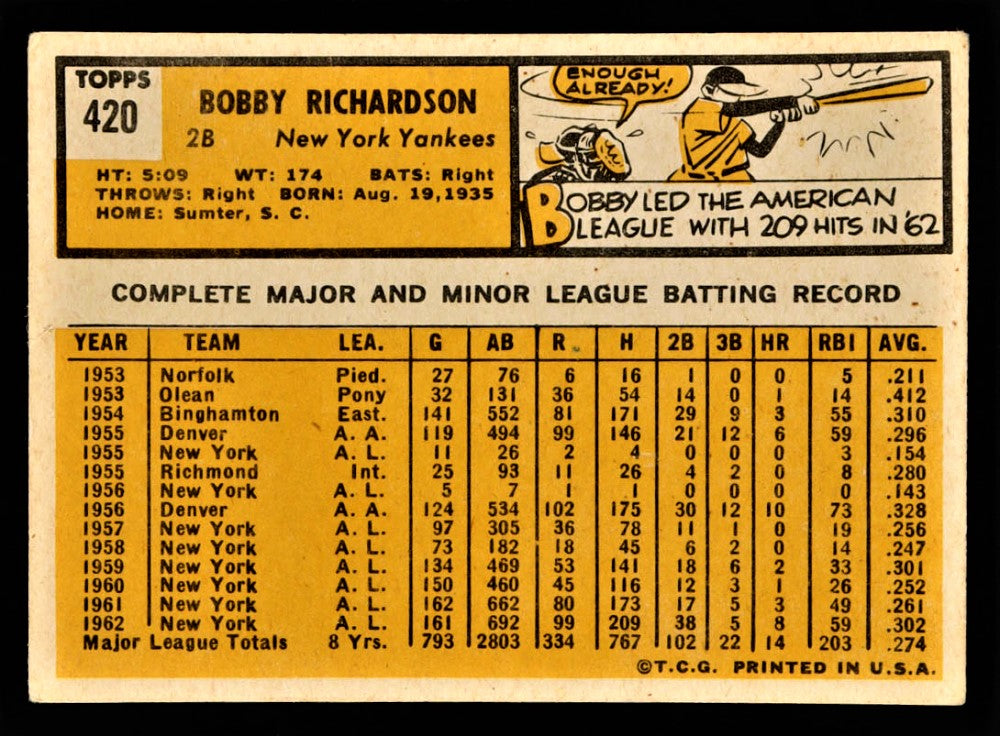 TOPPS
420
BOBBY RICHARDSON
2B New York Yankees
HT: 5:09 WT: 174 BATS: Right
THROWS: Right BORN: Aug. 19, 1935
HOME: Sumter, S. C.
ENOUGH
ALREADY!
BOBBY LED THE AMERICAN
LEAGUE WITH 209 HITS IN '62
COMPLETE MAJOR AND MINOR LEAGUE BATTING RECORD
YEAR TEAM LEA. G AB R H 2B 3B HR RBI AVG.
1953 Norfolk Pied. 27 76 6 16 1 0 0 5 .211
1953 Olean Pony 32 131 36 54 14 0 1 14 .412
1954 Binghamton East. 141 552 81 171 29 9 3 55 .310
1955 Denver A. A. 119 494 99 146 21 12 6 59 .296
1955 New York A. L. 11 26 2 4 0 0 0 3 .154
1955 Richmond Int. 25 93 11 26 4 2 0 8 .280
1956 New York A. L. 5 7 1 1 0 0 0 0 .143
1956 Denver A. A. 124 534 102 175 30 12 10 73 .328
1957 New York A. L. 97 305 36 78 11 1 0 19 .256
1958 New York A. L. 73 182 18 45 6 2 0 14 .247
1959 New York A. L. 134 469 53 141 18 6 2 33 .301
1960 New York A. L. 150 460 45 116 12 3 1 26 .252
1961 New York A. L. 162 662 80 173 17 5 3 49 .261
1962 New York A. L. 161 692 99 209 38 5 8 59 .302
Major League Totals 8 Yrs. 793 2803 334 767 102 22 14 203 .274
©T.C.G. PRINTED IN U.S.A.